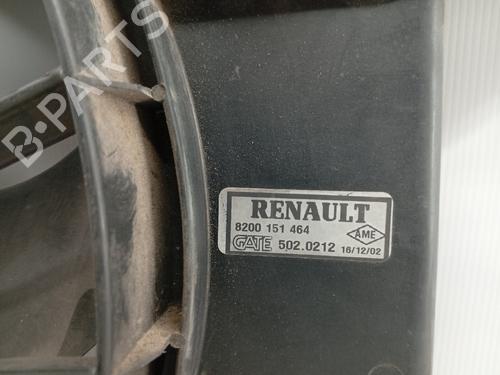 B-PARTS
RENAULT
8200 151 464
AME
GATE 502.0212 16/12/02